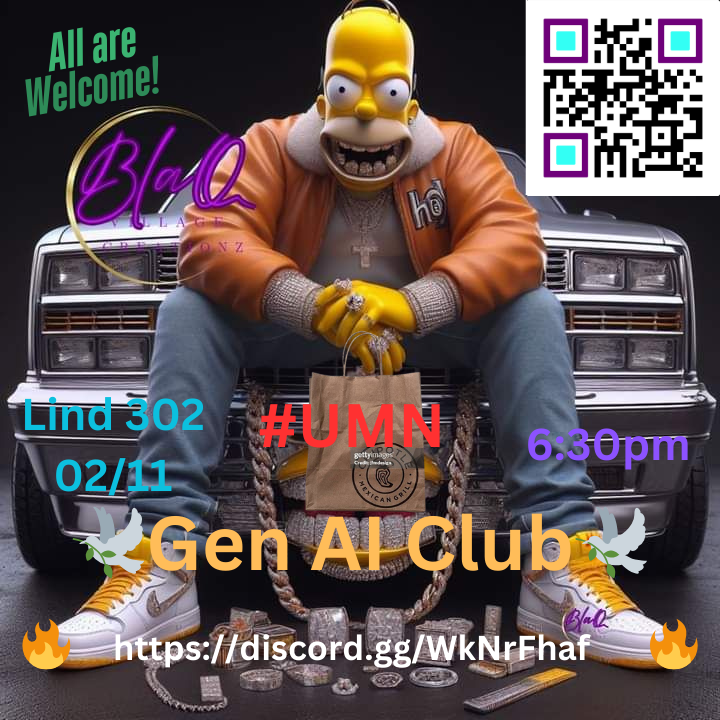 All are
Welcome!
BlaQ
VILLAGE
CREATIONZ
Lind 302
02/11
#UMN
6:30pm
gettyimages
MEXICAN GRILL
Gen AI Club
BlaQ
https://discord.gg/WkNrFhaf